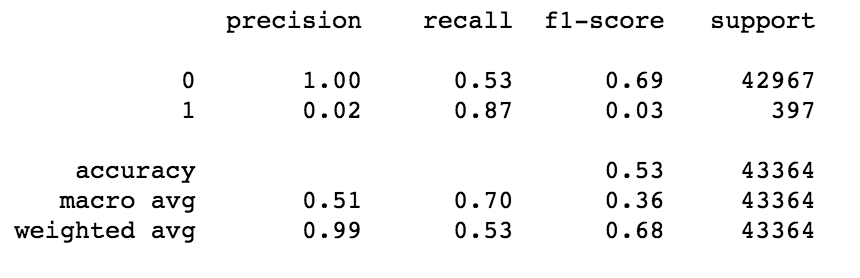 precision recall f1-score support
0 1.00 0.53 0.69 42967
1 0.02 0.87 0.03 397
accuracy 0.53 43364
macro avg 0.51 0.70 0.36 43364
weighted avg 0.99 0.53 0.68 43364